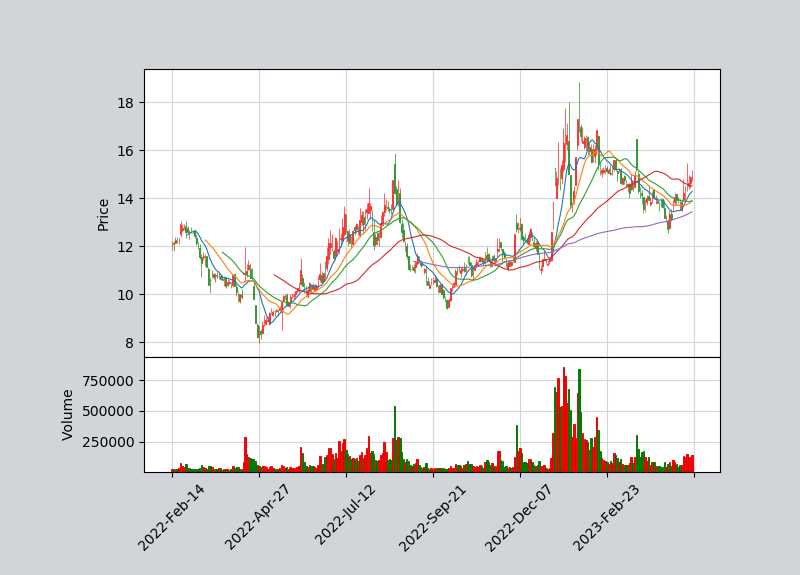 18
16
14
12
10
8
Price
750000
500000
250000
Volume
2022-Feb-14
2022-Apr-27
2022-Jul-12
2022-Sep-21
2022-Dec-07
2023-Feb-23